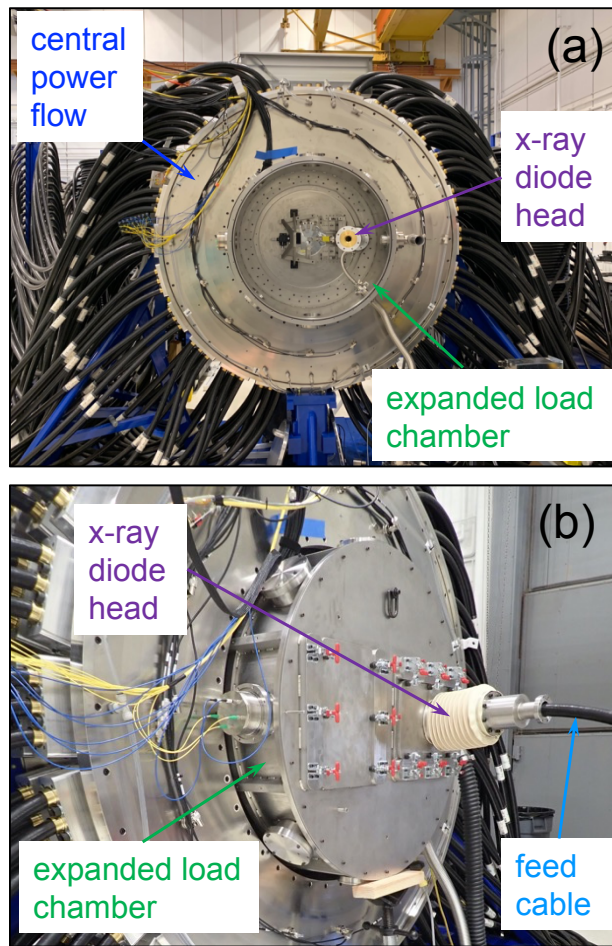 (a)
central
power
flow
x-ray
diode
head
expanded load
chamber
(b)
x-ray
diode
head
expanded load
chamber
feed
cable